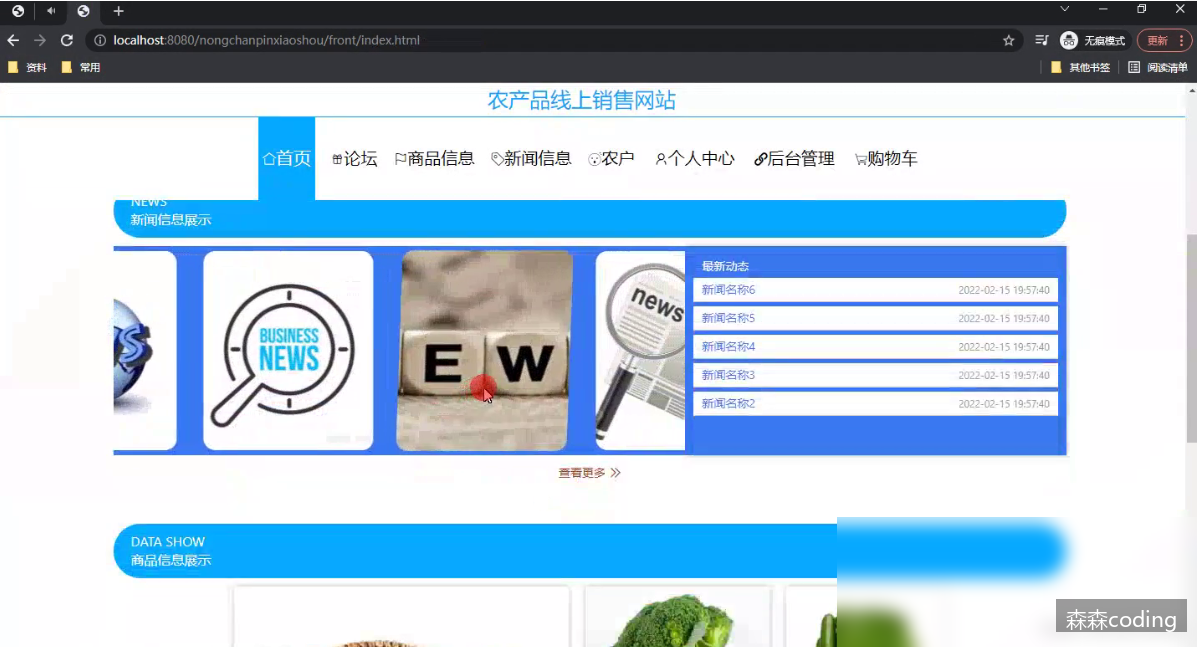 localhost:8080/nongchanpinxiaoshou/front/index.html
无痕模式
更新
资料
常用
其他书签
阅读清单
农产品线上销售网站
首页
论坛
商品信息
新闻信息
农户
个人中心
后台管理
购物车
NEWS
新闻信息展示
BUSINESS
NEWS
E W
news
最新动态
新闻名称6 2022-02-15 19:57:40
新闻名称5 2022-02-15 19:57:40
新闻名称4 2022-02-15 19:57:40
新闻名称3 2022-02-15 19:57:40
新闻名称2 2022-02-15 19:57:40
查看更多
DATA SHOW
商品信息展示
森森coding